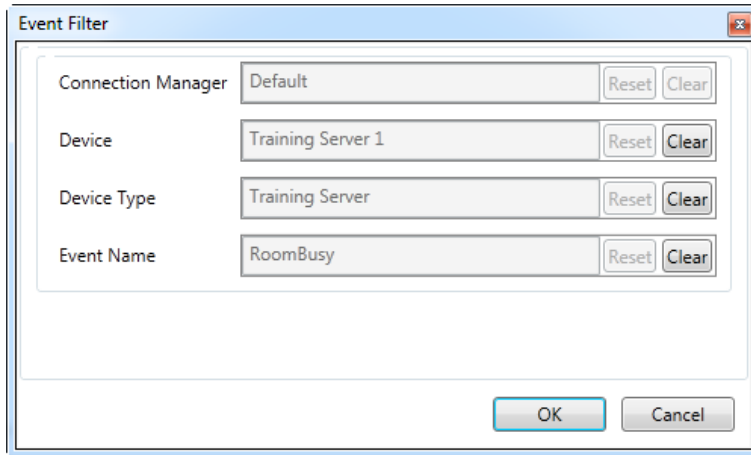 Event Filter
Connection Manager Default Reset Clear
Device Training Server 1 Reset Clear
Device Type Training Server Reset Clear
Event Name RoomBusy Reset Clear
OK Cancel